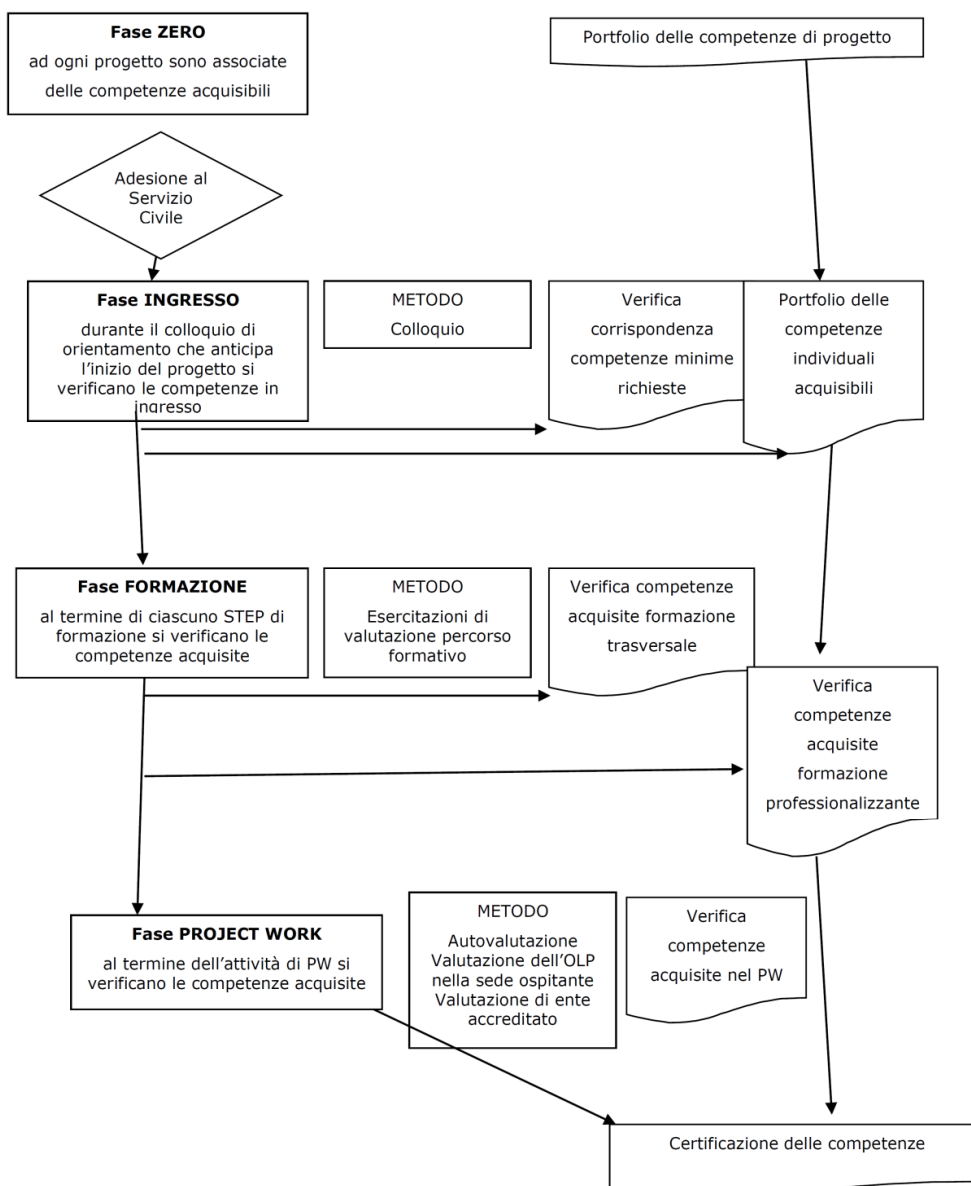 Fase ZERO
ad ogni progetto sono associate
delle competenze acquisibili
Portfolio delle competenze di progetto
Adesione al
Servizio
Civile
Fase INGRESSO
durante il colloquio di
orientamento che anticipa
l'inizio del progetto si
verificano le competenze in
ingresso
METODO
Colloquio
Verifica
corrispondenza
competenze minime
richieste
Portfolio delle
competenze
individuali
acquisibili
Fase FORMAZIONE
al termine di ciascuno STEP di
formazione si verificano le
competenze acquisite
METODO
Esercitazioni di
valutazione percorso
formativo
Verifica competenze
acquisite formazione
trasversale
Verifica
competenze
acquisite
formazione
professionalizzante
Fase PROJECT WORK
al termine dell'attività di PW si
verificano le competenze acquisite
METODO
Autovalutazione
Valutazione dell'OLP
nella sede ospitante
Valutazione di ente
accreditato
Verifica
competenze
acquisite nel PW
Certificazione delle competenze